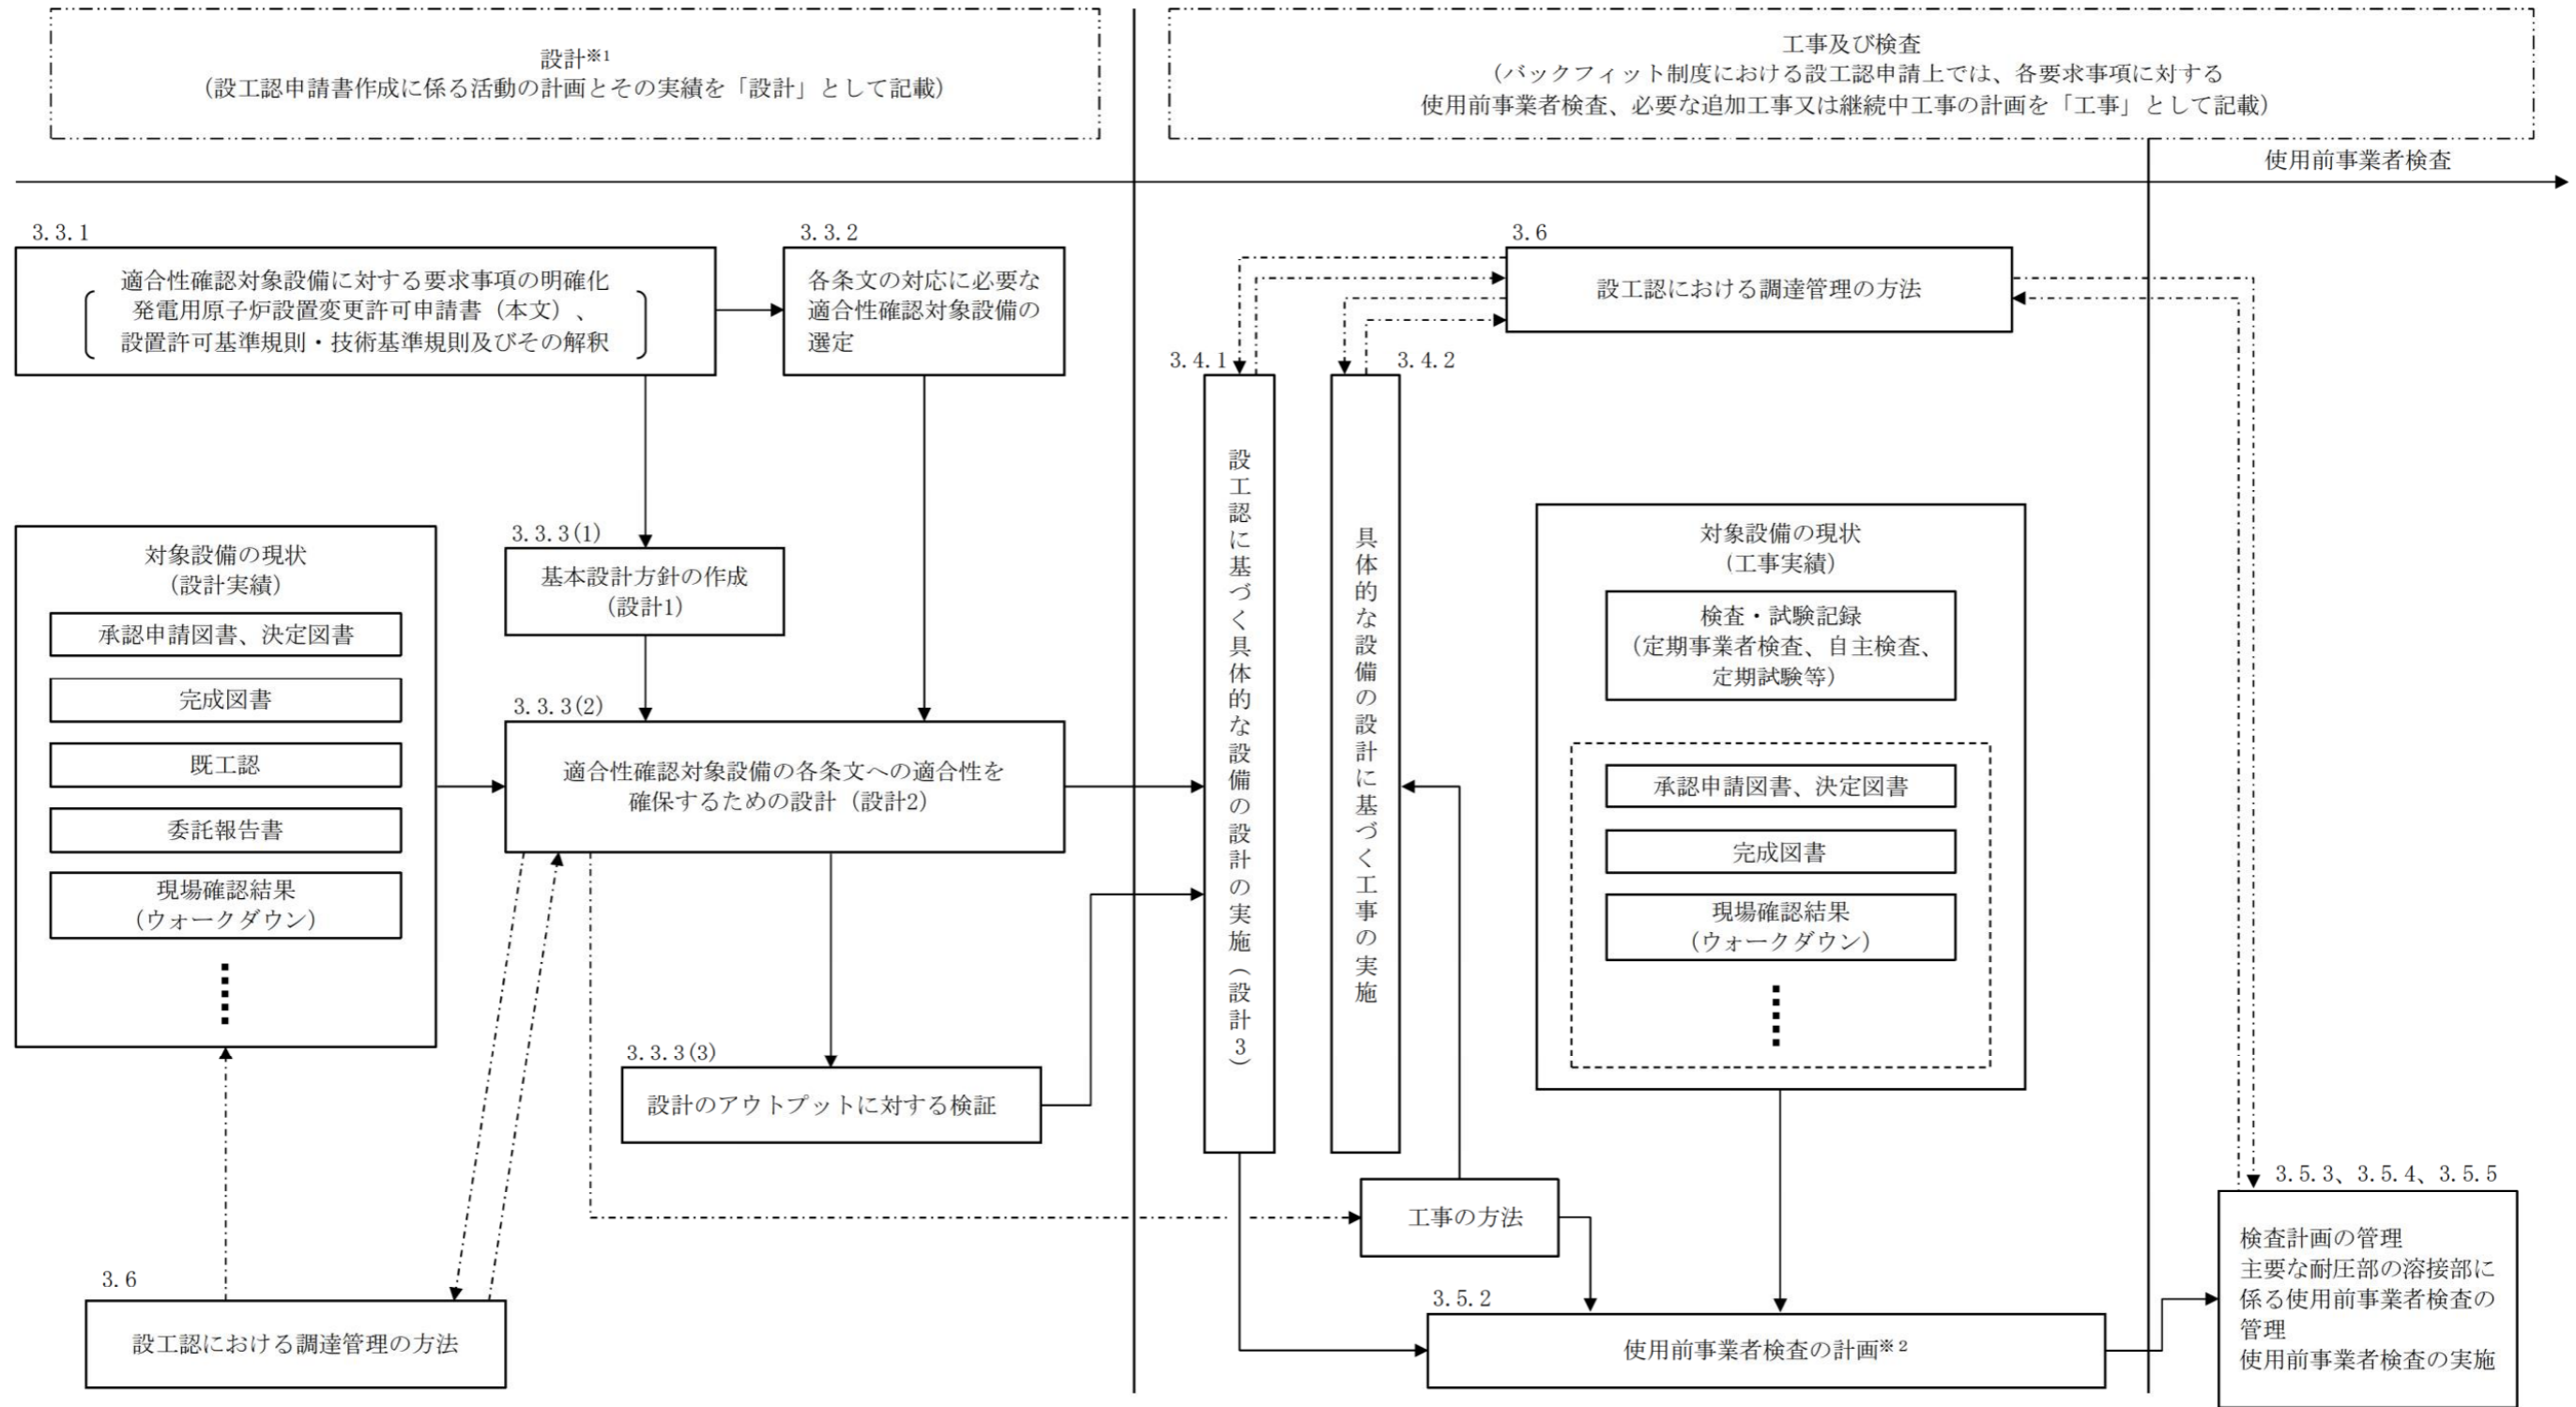 設計※1
（設工認申請書作成に係る活動の計画とその実績を「設計」として記載）
工事及び検査
（バックフィット制度における設工認申請上では、各要求事項に対する
使用前事業者検査、必要な追加工事又は継続中工事の計画を「工事」として記載）
使用前事業者検査
3.3.1
適合性確認対象設備に対する要求事項の明確化
発電用原子炉設置変更許可申請書（本文）、
設置許可基準規則・技術基準規則及びその解釈
3.3.2
各条文の対応に必要な
適合性確認対象設備の
選定
対象設備の現状
（設計実績）
承認申請図書、決定図書
完成図書
既工認
委託報告書
現場確認結果
（ウォークダウン）
3.3.3(1)
基本設計方針の作成
（設計1）
3.3.3(2)
適合性確認対象設備の各条文への適合性を
確保するための設計（設計2）
3.3.3(3)
設計のアウトプットに対する検証
3.6
設工認における調達管理の方法
3.6
設工認における調達管理の方法
3.4.1
設工認に基づく具体的な設備の設計の実施（設計3）
3.4.2
具体的な設備の設計に基づく工事の実施
対象設備の現状
（工事実績）
検査・試験記録
（定期事業者検査、自主検査、
定期試験等）
承認申請図書、決定図書
完成図書
現場確認結果
（ウォークダウン）
工事の方法
3.5.2
使用前事業者検査の計画※2
3.5.3、3.5.4、3.5.5
検査計画の管理
主要な耐圧部の溶接部に
係る使用前事業者検査の
管理
使用前事業者検査の実施